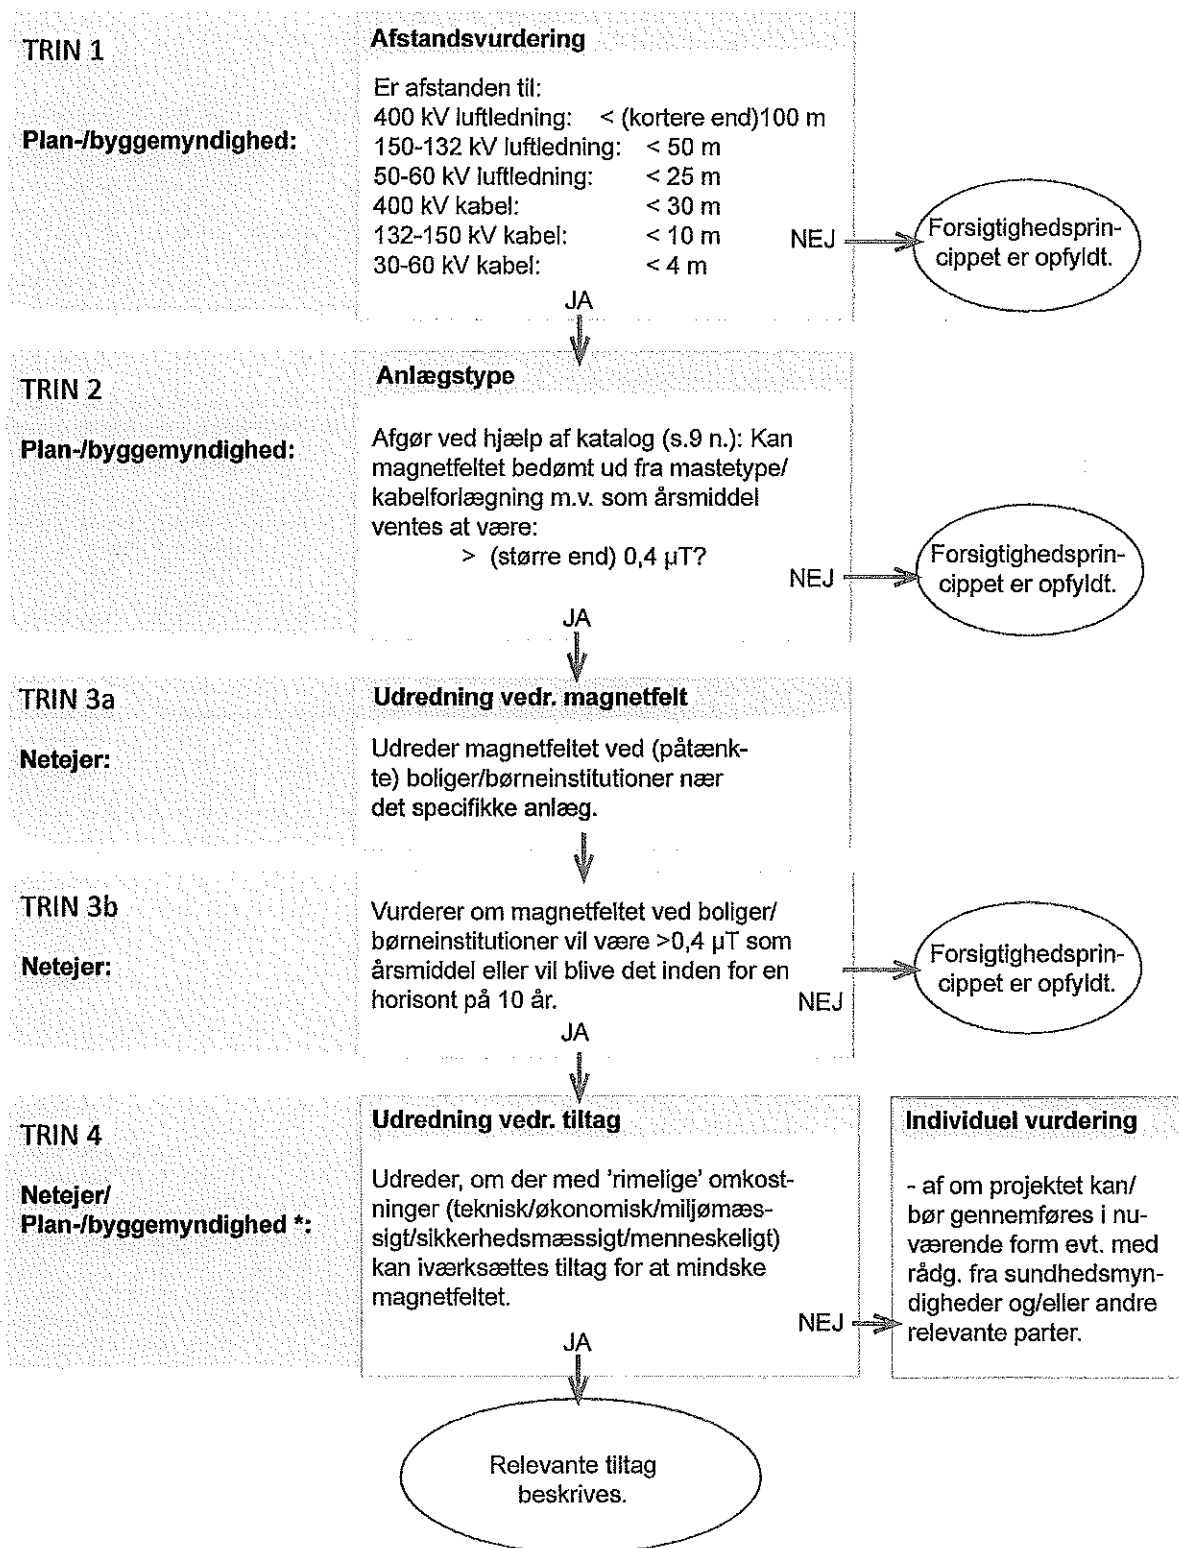 TRIN 1
Plan-/byggemyndighed:
Afstandsvurdering
Er afstanden til:
400 kV luftledning: < (kortere end)100 m
150-132 kV luftledning: < 50 m
50-60 kV luftledning: < 25 m
400 kV kabel: < 30 m
132-150 kV kabel: < 10 m
30-60 kV kabel: < 4 m
NEJ
Forsigtighedsprin-
cippet er opfyldt.
JA
TRIN 2
Plan-/byggemyndighed:
Anlægstype
Afgør ved hjælp af katalog (s.9 n.): Kan
magnetfeltet bedømt ud fra mastetype/
kabelforlægning m.v. som årsmiddel
ventes at være:
> (større end) 0,4 µT?
NEJ
Forsigtighedsprin-
cippet er opfyldt.
JA
TRIN 3a
Netejer:
Udredning vedr. magnetfelt
Udreder magnetfeltet ved (påtænk-
te) boliger/børneinstitutioner nær
det specifikke anlæg.
TRIN 3b
Netejer:
Vurderer om magnetfeltet ved boliger/
børneinstitutioner vil være >0,4 µT som
årsmiddel eller vil blive det inden for en
horisont på 10 år.
NEJ
Forsigtighedsprin-
cippet er opfyldt.
JA
TRIN 4
Netejer/
Plan-/byggemyndighed *:
Udredning vedr. tiltag
Udreder, om der med 'rimelige' omkost-
ninger (teknisk/økonomisk/miljømæs-
sigt/sikkerhedsmæssigt/menneskeligt)
kan iværksættes tiltag for at mindske
magnetfeltet.
NEJ
JA
Individuel vurdering
- af om projektet kan/
bør gennemføres i nu-
værende form evt. med
rådg. fra sundhedsmyn-
digheder og/eller andre
relevante parter.
Relevante tiltag
beskrives.